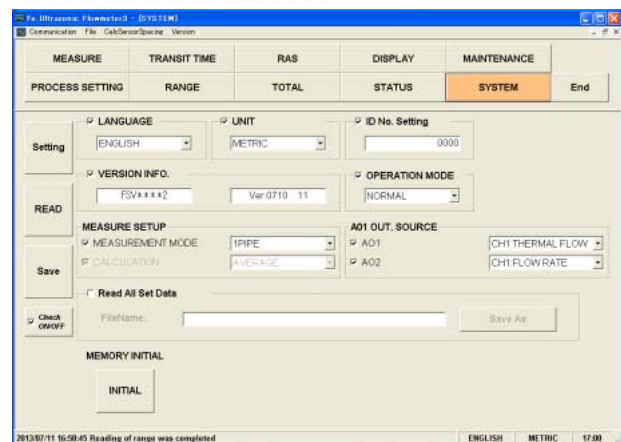 Fe Ultrasonic Flowmeter3 - [SYSTEM]
Communication File CalcSensorSpacing Version
MEASURE TRANSIT TIME RAS DISPLAY MAINTENANCE
PROCESS SETTING RANGE TOTAL STATUS SYSTEM End
Setting
LANGUAGE UNIT ID No. Setting
ENGLISH METRIC 0000
READ
VERSION INFO. OPERATION MODE
FSV****2 Ver.0710 11 NORMAL
MEASURE SETUP A01 OUT. SOURCE
MEASUREMENT MODE 1PIPE AO1 CH1 THERMAL FLOW
Save
CALCULATION AVERAGE AO2 CH1 FLOW RATE
Read All Set Data
Check ON/OFF
FileName: Save As
MEMORY INITIAL
INITIAL
2013/07/11 16:58:45 Reading of range was completed ENGLISH METRIC 17:00